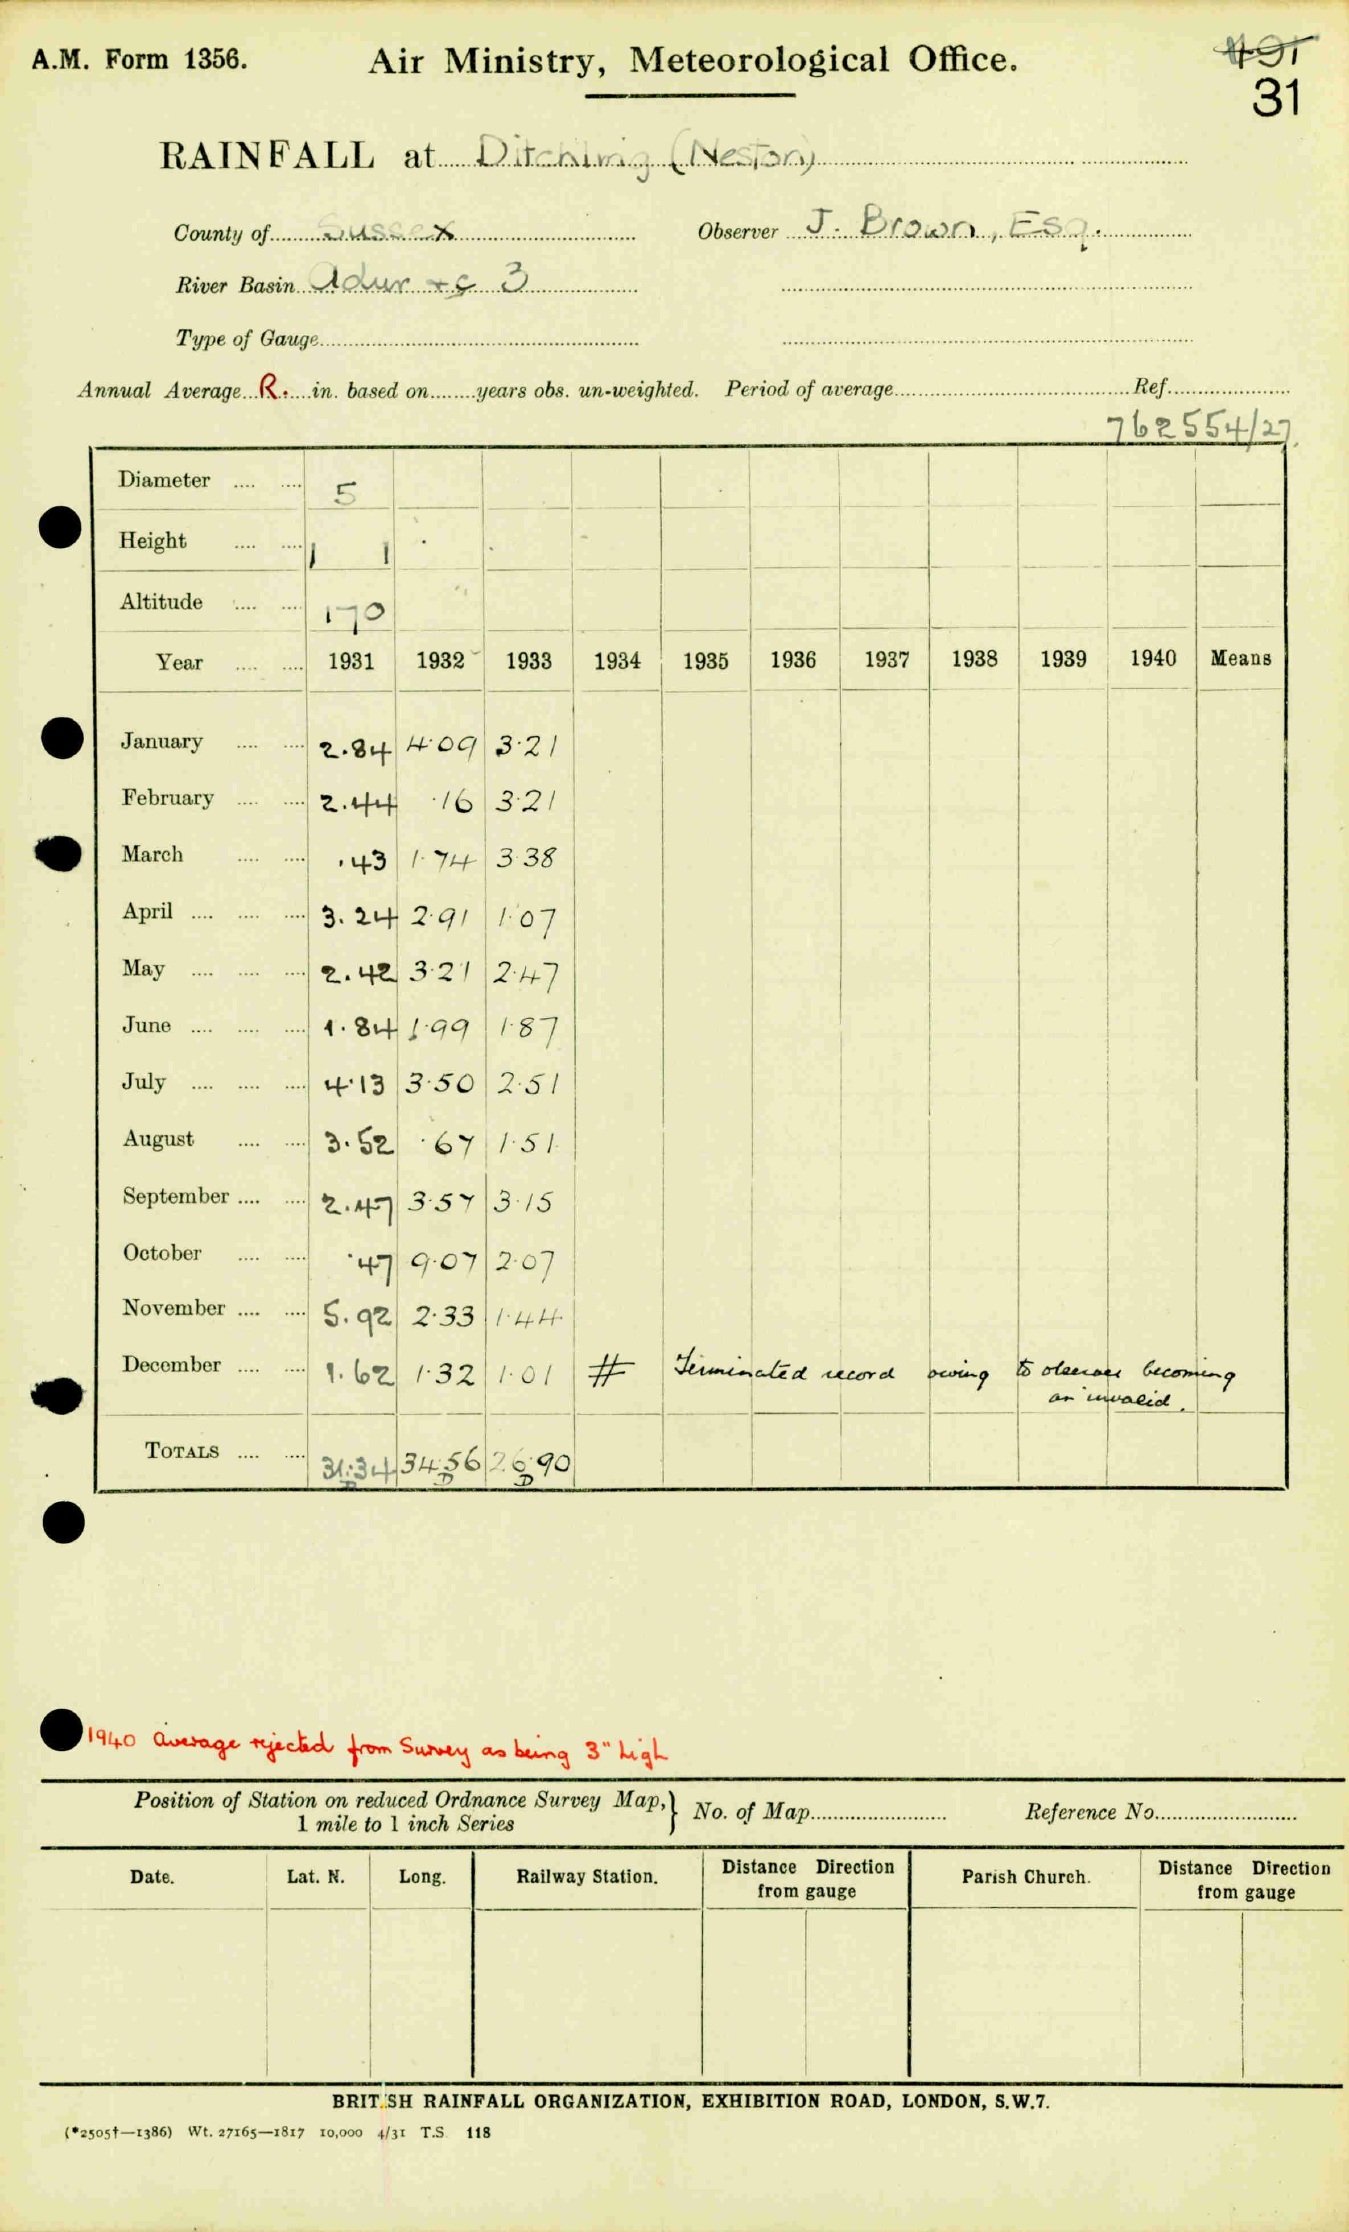 A.M. Form 1356. Air Ministry, Meteorological Office. 491
31
RAINFALL at Ditchling (Neston)
County of Sussex Observer J. Brown, Esq.
River Basin Adur &c 3
Type of Gauge
Annual Average R. in. based on years obs. un-weighted. Period of average Ref.
762554/27.
Diameter .... .... 5
Height .... .... 1 1
Altitude .... .... 170
Year .... .... 1931 1932 1933 1934 1935 1936 1937 1938 1939 1940 Means
January .... .... 2.84 4.09 3.21
February .... .... 2.44 .16 3.21
March .... .... .43 1.74 3.38
April .... .... .... 3.24 2.91 1.07
May .... .... .... 2.42 3.21 2.47
June .... .... .... 1.84 1.99 1.87
July .... .... .... 4.13 3.50 2.51
August .... .... 3.52 .67 1.51
September .... .... 2.47 3.57 3.15
October .... .... .47 9.07 2.07
November .... .... 5.92 2.33 1.44
December .... .... 1.62 1.32 1.01 # Terminated record owing to observer becoming
an invalid.
TOTALS .... .... 31.34 34.56 26.90
D D D
1940 average rejected from Survey as being 3" high
Position of Station on reduced Ordnance Survey Map, } No. of Map Reference No.
1 mile to 1 inch Series
Date. Lat. N. Long. Railway Station. Distance Direction Parish Church. Distance Direction
from gauge from gauge
BRITISH RAINFALL ORGANIZATION, EXHIBITION ROAD, LONDON, S.W.7.
(*2505†—1386) Wt. 27165—1817 10,000 4/31 T.S. 118